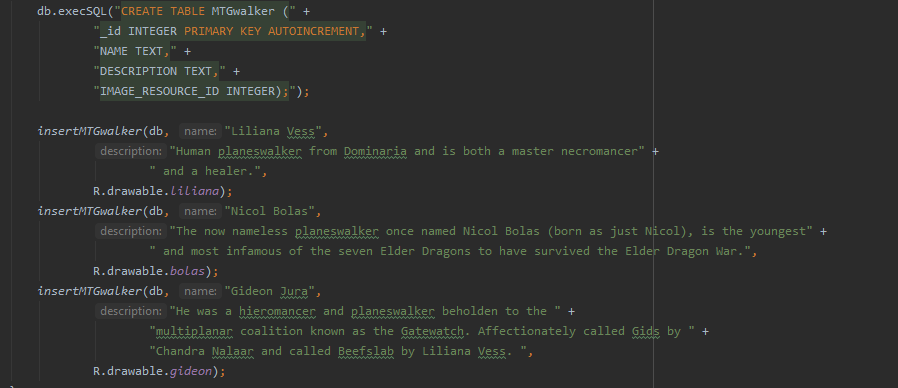 db.execSQL("CREATE TABLE MTGwalker (" +
"_id INTEGER PRIMARY KEY AUTOINCREMENT," +
"NAME TEXT," +
"DESCRIPTION TEXT," +
"IMAGE_RESOURCE_ID INTEGER);");
insertMTGwalker(db, name: "Liliana Vess",
description: "Human planeswalker from Dominaria and is both a master necromancer" +
" and a healer.",
R.drawable.liliana);
insertMTGwalker(db, name: "Nicol Bolas",
description: "The now nameless planeswalker once named Nicol Bolas (born as just Nicol), is the youngest" +
" and most infamous of the seven Elder Dragons to have survived the Elder Dragon War.",
R.drawable.bolas);
insertMTGwalker(db, name: "Gideon Jura",
description: "He was a hieromancer and planeswalker beholden to the " +
"multiplanar coalition known as the Gatewatch. Affectionately called Gids by " +
"Chandra Nalaar and called Beefslab by Liliana Vess. ",
R.drawable.gideon);